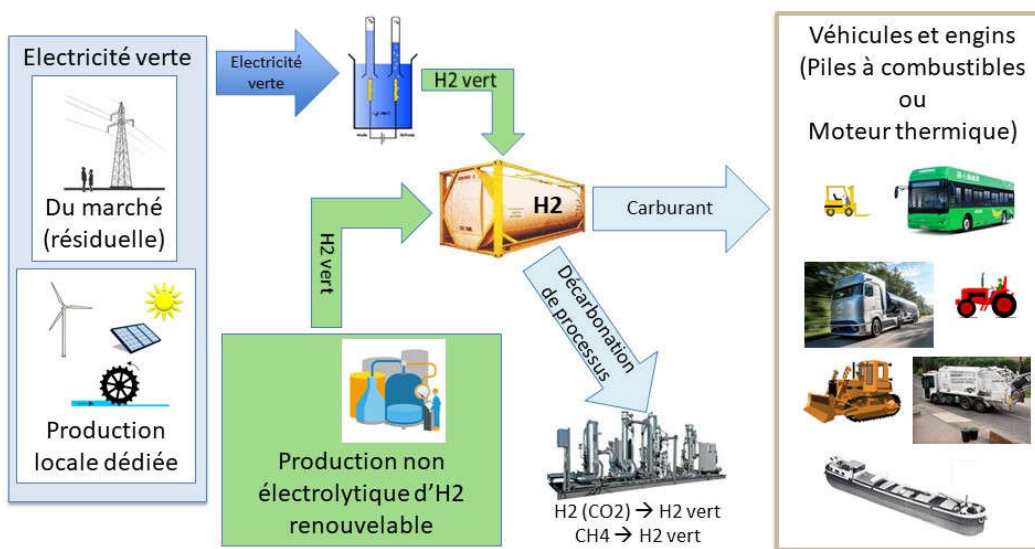 Electricité verte
Du marché
(résiduelle)
Production
locale dédiée
Electricité
verte
H2 vert
H2 vert
H2
Carburant
Décarbonation
de processus
Production non
électrolytique d’H2
renouvelable
H2 (CO2) → H2 vert
CH4 → H2 vert
Véhicules et engins
(Piles à combustibles
ou
Moteur thermique)